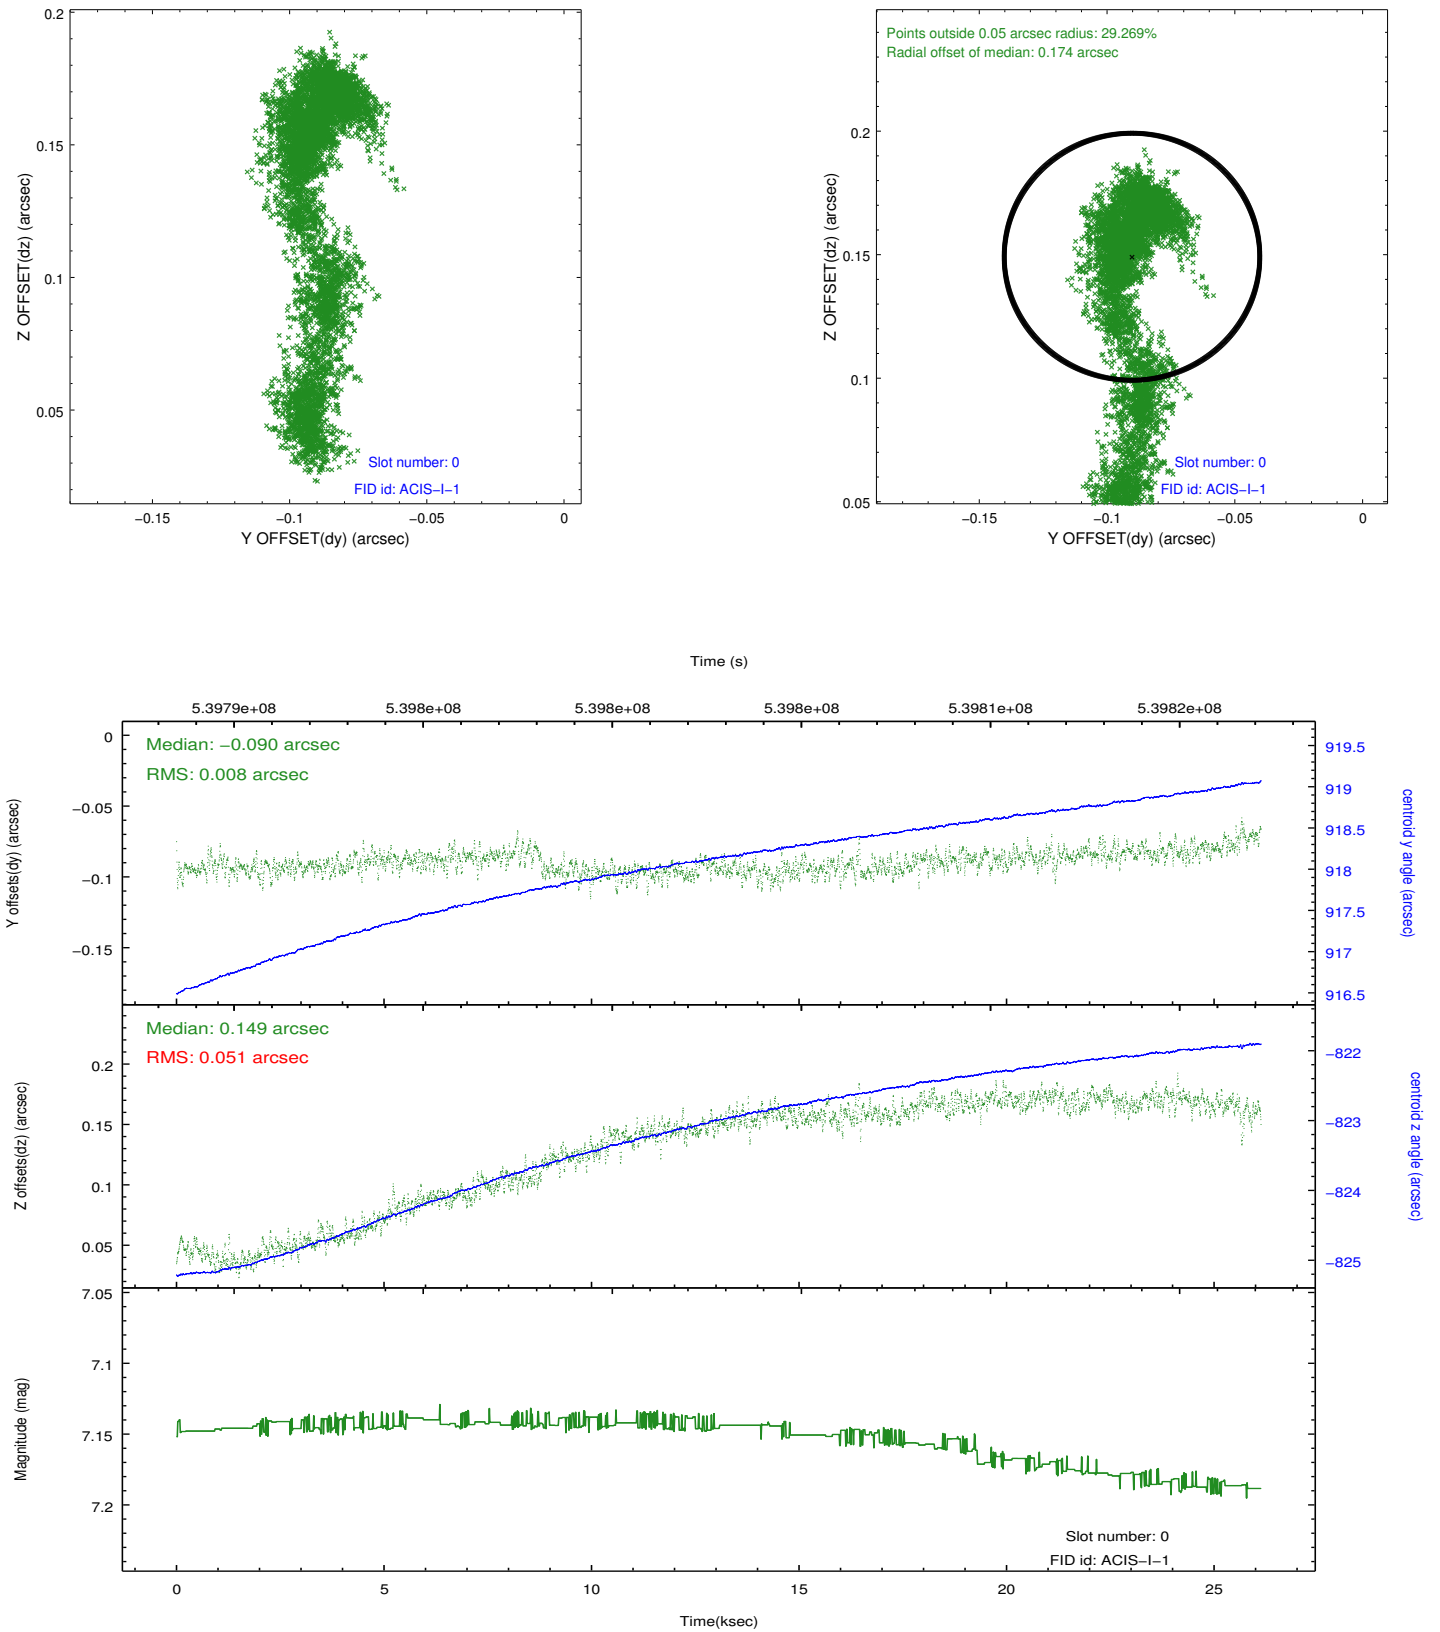 0.2
0.15
0.1
0.05
Z OFFSET(dz) (arcsec)
Slot number: 0
FID id: ACIS−I−1
−0.15 −0.1 −0.05 0
Y OFFSET(dy) (arcsec)
Points outside 0.05 arcsec radius: 29.269%
Radial offset of median: 0.174 arcsec
0.2
0.15
0.1
0.05
Z OFFSET(dz) (arcsec)
Slot number: 0
FID id: ACIS−I−1
−0.15 −0.1 −0.05 0
Y OFFSET(dy) (arcsec)
Time (s)
5.3979e+08 5.398e+08 5.398e+08 5.398e+08 5.3981e+08 5.3982e+08
Median: −0.090 arcsec
RMS: 0.008 arcsec
0
−0.05
−0.1
−0.15
Y offsets(dy) (arcsec)
919.5
919
918.5
918
917.5
917
916.5
centroid y angle (arcsec)
Median: 0.149 arcsec
RMS: 0.051 arcsec
0.2
0.15
0.1
0.05
Z offsets(dz) (arcsec)
−822
−823
−824
−825
centroid z angle (arcsec)
7.05
7.1
7.15
7.2
Magnitude (mag)
Slot number: 0
FID id: ACIS−I−1
0 5 10 15 20 25
Time(ksec)